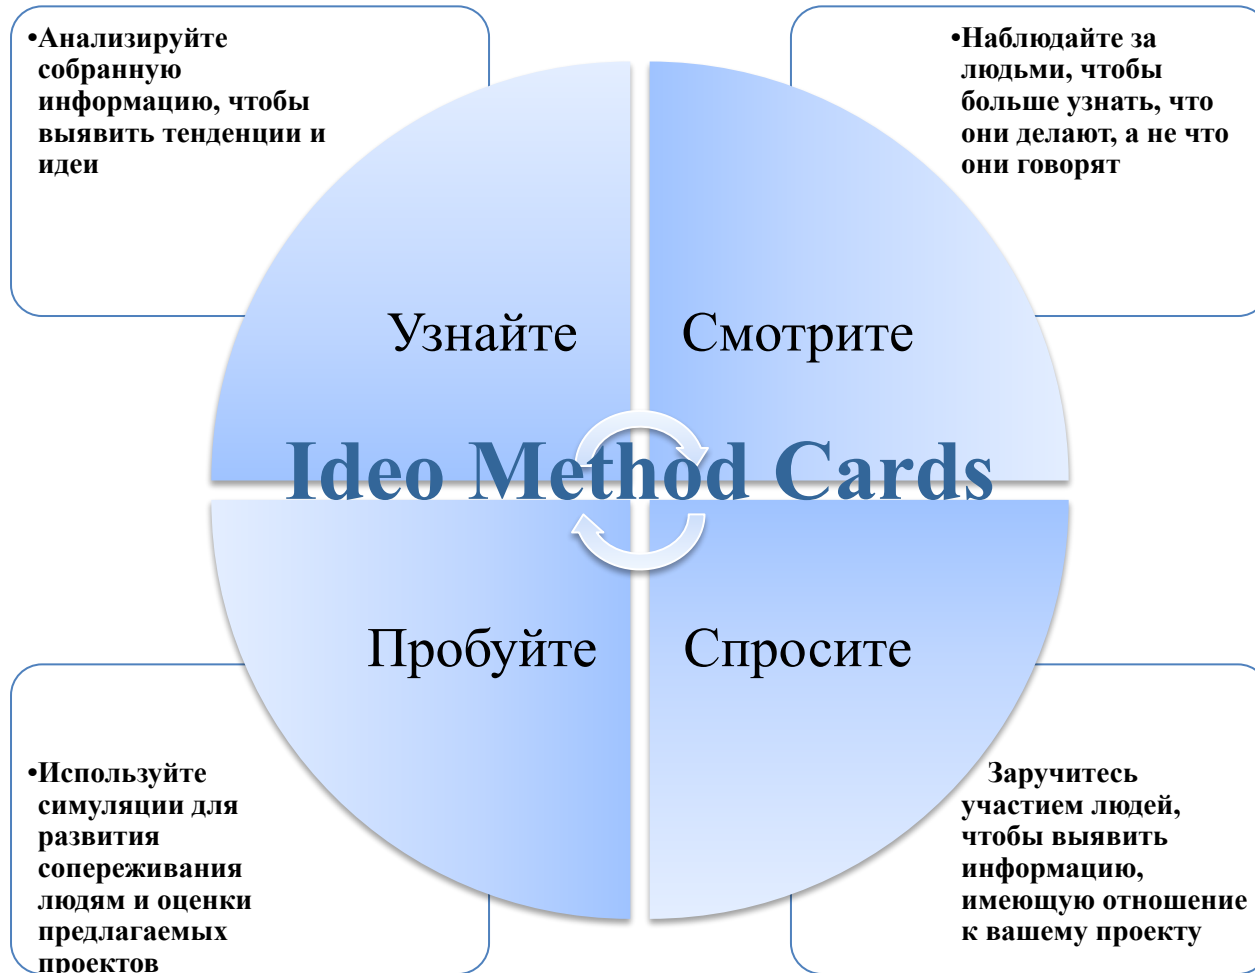 •Анализируйте
собранную
информацию, чтобы
выявить тенденции и
идеи
•Наблюдайте за
людьми, чтобы
больше узнать, что
они делают, а не что
они говорят
Узнайте
Смотрите
Ideo Method Cards
Пробуйте
Спросите
•Используйте
симуляции для
развития
сопереживания
людям и оценки
предлагаемых
проектов
Заручитесь
участием людей,
чтобы выявить
информацию,
имеющую отношение
к вашему проекту